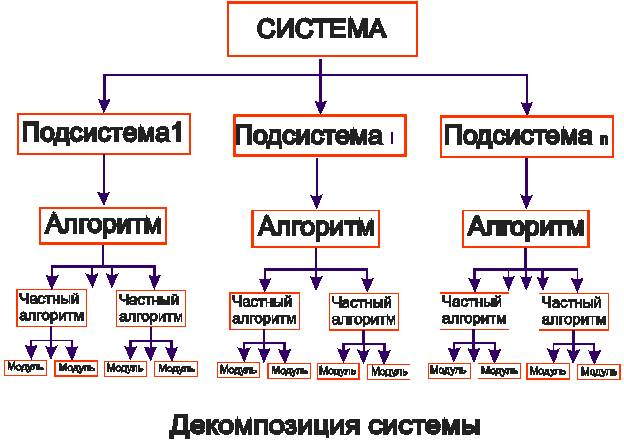 СИСТЕМА
Подсистема1 Подсистема i Подсистема n
Алгоритм Алгоритм Алгоритм
Частный алгоритм Частный алгоритм Частный алгоритм Частный алгоритм Частный алгоритм Частный алгоритм
Модуль Модуль Модуль Модуль Модуль Модуль Модуль Модуль Модуль Модуль Модуль Модуль
Декомпозиция системы